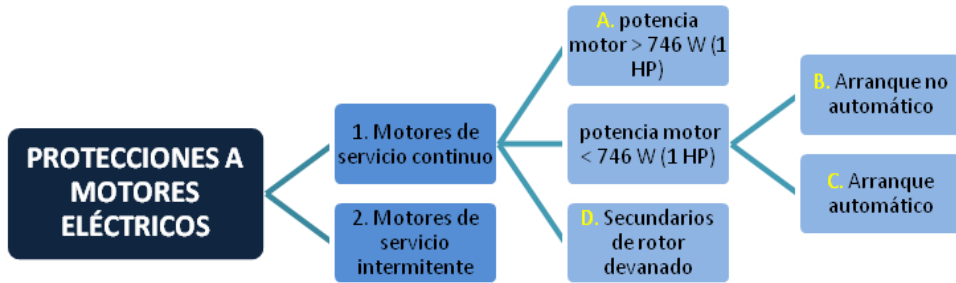 PROTECCIONES A
MOTORES
ELÉCTRICOS
1. Motores de
servicio continuo
2. Motores de
servicio
intermitente
A. potencia
motor > 746 W (1
HP)
potencia motor
< 746 W (1 HP)
D. Secundarios
de rotor
devanado
B. Arranque no
automático
C. Arranque
automático